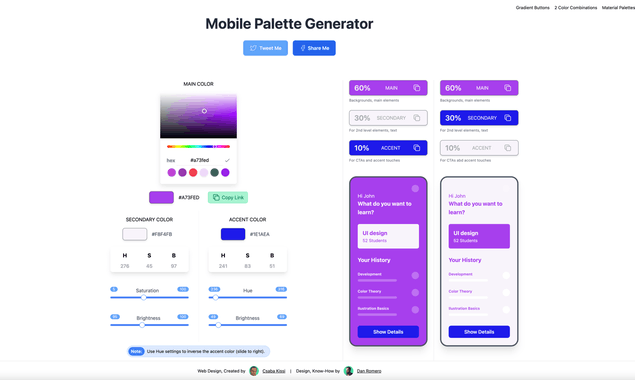 Gradient Buttons 2 Color Combinations Material Palettes
Mobile Palette Generator
Tweet Me Share Me
MAIN COLOR
hex #a73fed
#A73FED Copy Link
SECONDARY COLOR
#F8F4FB
H S B
276 45 97
Saturation
Brightness
ACCENT COLOR
#1E1AEA
H S B
241 83 51
Hue
Brightness
Note: Use Hue settings to inverse the accent color (slide to right).
60% MAIN
Backgrounds, main elements
30% SECONDARY
For 2nd level elements, text
10% ACCENT
For CTAs and accent touches
Hi John
What do you want to
learn?
UI design
52 Students
Your History
Development
Color Theory
Ilustration Basics
Show Details
60% MAIN
Backgrounds, main elements
30% SECONDARY
For 2nd level elements, text
10% ACCENT
For CTAs abd accent touches
Hi John
What do you want to
learn?
UI design
52 Students
Your History
Development
Color Theory
Ilustration Basics
Show Details
Web Design, Created by Csaba Kissi | Design, Know-How by Dan Romero